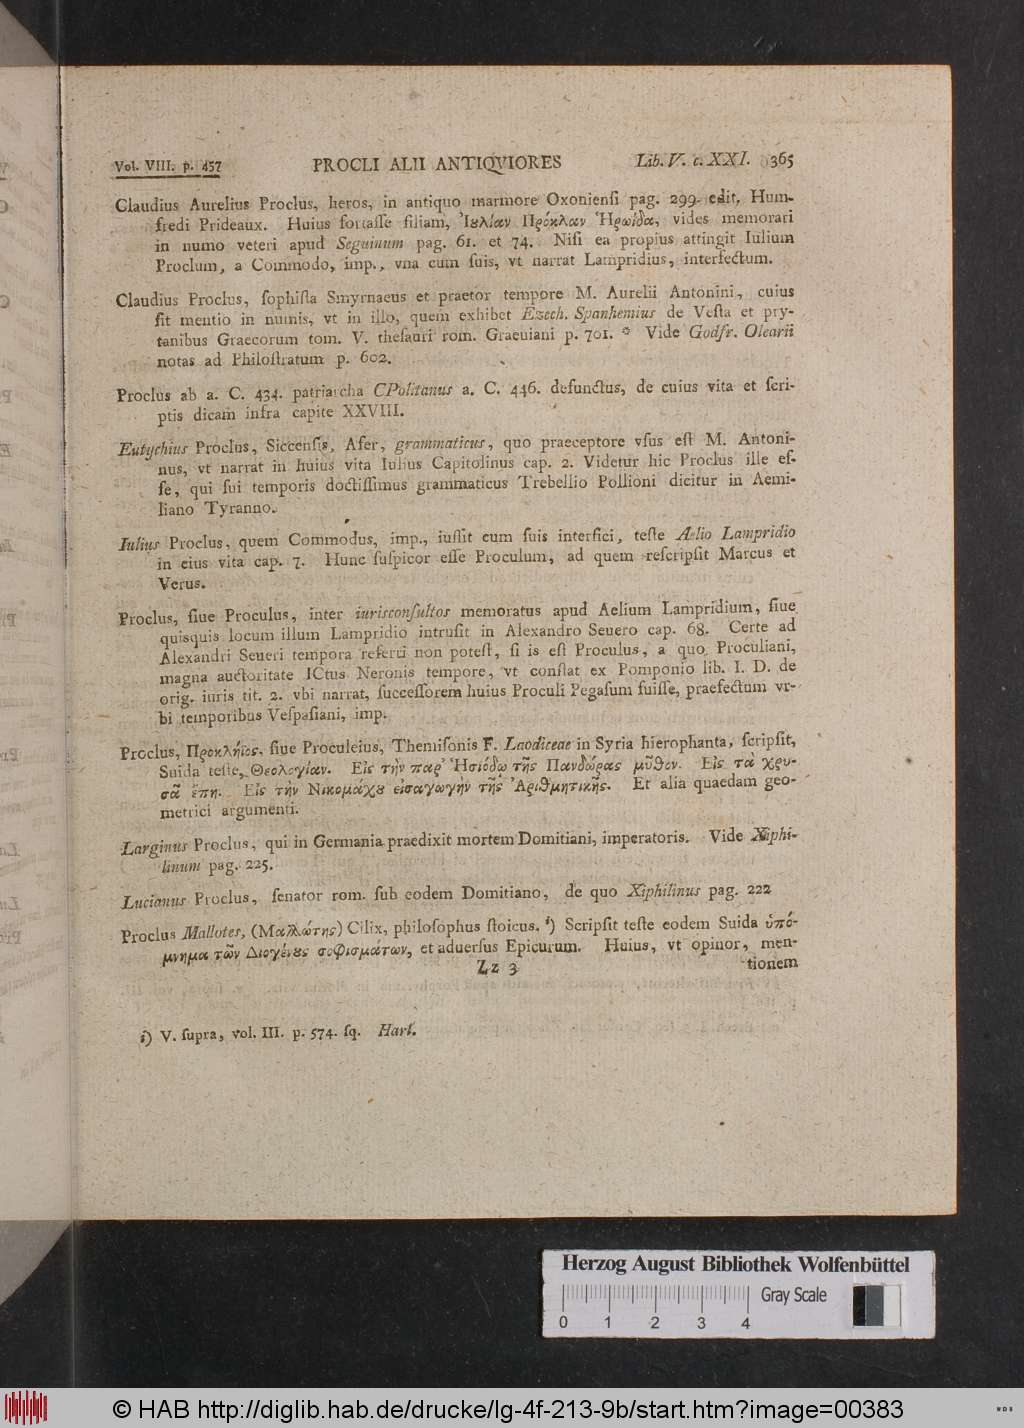 Vol. VIII. p. 457 PROCLI ALII ANTIQVIORES Lib. V. c. XXI. 365
Claudius Aurelius Proclus, heros, in antiquo marmore Oxonienſi pag. 299. edit. Hum-
fredi Prideaux. Huius fortaſſe filiam, Ἰȣλίαν Πρόκλαν Ἡρωίδα, vides memorari
in numo veteri apud Seguinum pag. 61. et 74. Niſi ea propius attingit Iulium
Proclum, a Commodo, imp., vna cum ſuis, vt narrat Lampridius, interfectum.
Claudius Proclus, ſophiſta Smyrnaeus et praetor tempore M. Aurelii Antonini, cuius
fit mentio in numis, vt in illo, quem exhibet Ezech. Spanhemius de Veſta et pry-
tanibus Graecorum tom. V. theſauri rom. Graeuiani p. 701. * Vide Godfr. Olearii
notas ad Philoſtratum p. 602.
Proclus ab a. C. 434. patriarcha CPolitanus a. C. 446. defunctus, de cuius vita et ſcri-
ptis dicam infra capite XXVIII.
Eutychius Proclus, Siccenſis, Afer, grammaticus, quo praeceptore vſus eſt M. Antoni-
nus, vt narrat in huius vita Iulius Capitolinus cap. 2. Videtur hic Proclus ille eſ-
ſe, qui ſui temporis doctiſſimus grammaticus Trebellio Pollioni dicitur in Aemi-
liano Tyranno.
Iulius Proclus, quem Commodus, imp., iuſſit cum ſuis interfici, teſte Aelio Lampridio
in eius vita cap. 7. Hunc ſuſpicor eſſe Proculum, ad quem reſcripſit Marcus et
Verus.
Proclus, ſiue Proculus, inter iurisconſultos memoratus apud Aelium Lampridium, ſiue
quisquis locum illum Lampridio intruſit in Alexandro Seuero cap. 68. Certe ad
Alexandri Seueri tempora referri non poteſt, ſi is eſt Proculus, a quo Proculiani,
magna auctoritate ICtus Neronis tempore, vt conſtat ex Pomponio lib. I. D. de
orig. iuris tit. 2. vbi narrat, ſucceſſorem huius Proculi Pegaſum fuiſſe, praefectum vr-
bi temporibus Veſpaſiani, imp.
Proclus, Προκλήϊος, ſiue Proculeius, Themiſonis F. Laodiceae in Syria hierophanta, ſcripſit,
Suida teſte, Θεολογίαν. Εἰς τὴν παρ᾽ Ἡσιόδῳ τῆς Πανδώρας μῦθον. Εἰς τὰ χρυ-
σᾶ ἔπη. Εἰς τὴν Νικομάχȣ εἰσαγωγὴν τῆς Ἀριθμητικῆς. Et alia quaedam geo-
metrici argumenti.
Larginus Proclus, qui in Germania praedixit mortem Domitiani, imperatoris. Vide Xiphi-
linum pag. 225.
Lucianus Proclus, ſenator rom. ſub eodem Domitiano, de quo Xiphilinus pag. 222
Proclus Mallotes, (Μαλλώτης) Cilix, philoſophus ſtoicus. i) Scripſit teſte eodem Suida ὑπό-
μνημα τῶν Διογένȣς σοφισμάτων, et aduerſus Epicurum. Huius, vt opinor, men-
Zz 3 tionem
i) V. ſupra, vol. III. p. 574. ſq. Harl.
Herzog August Bibliothek Wolfenbüttel
Gray Scale
0 1 2 3 4
© HAB http://diglib.hab.de/drucke/lg-4f-213-9b/start.htm?image=00383